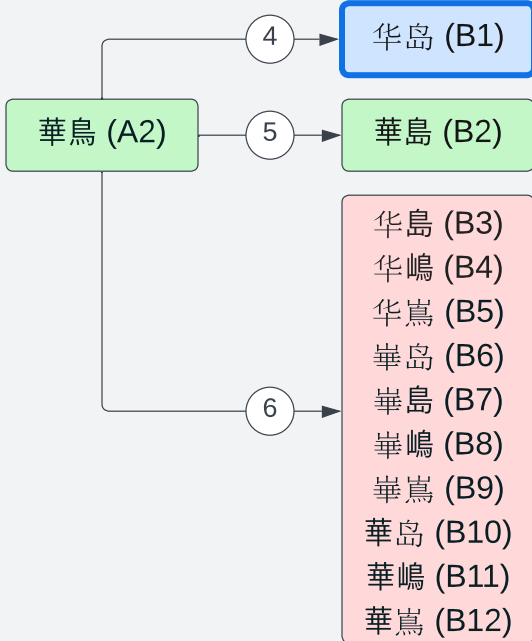 4
华岛 (B1)
華鳥 (A2)
5
華島 (B2)
华島 (B3)
华嶋 (B4)
华嶌 (B5)
崋岛 (B6)
6
崋島 (B7)
崋嶋 (B8)
崋嶌 (B9)
華岛 (B10)
華嶋 (B11)
華嶌 (B12)